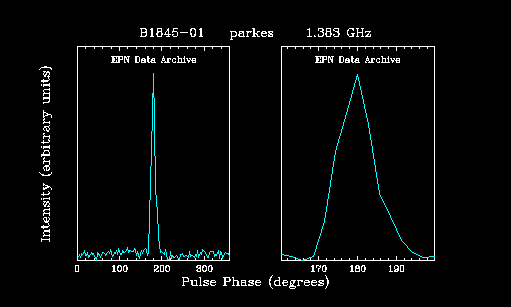 B1845-01 parkes 1.383 GHz
EPN Data Archive EPN Data Archive
Intensity (arbitrary units)
0 100 200 300 170 180 190
Pulse Phase (degrees)